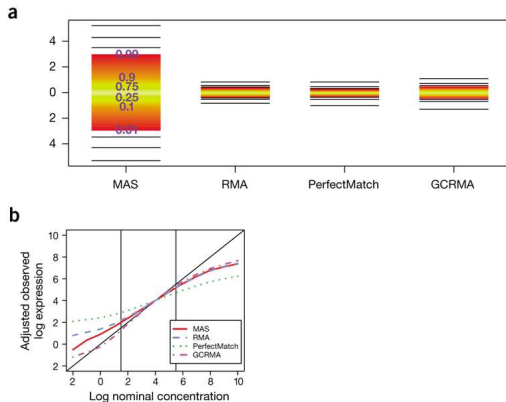 a
4
2
0
2
4
0.99
0.9
0.75
0.25
0.1
0.01
MAS RMA PerfectMatch GCRMA
b
Adjusted observed
log expression
10
8
6
4
2
0
2
MAS
RMA
PerfectMatch
GCRMA
2 0 2 4 6 8 10
Log nominal concentration